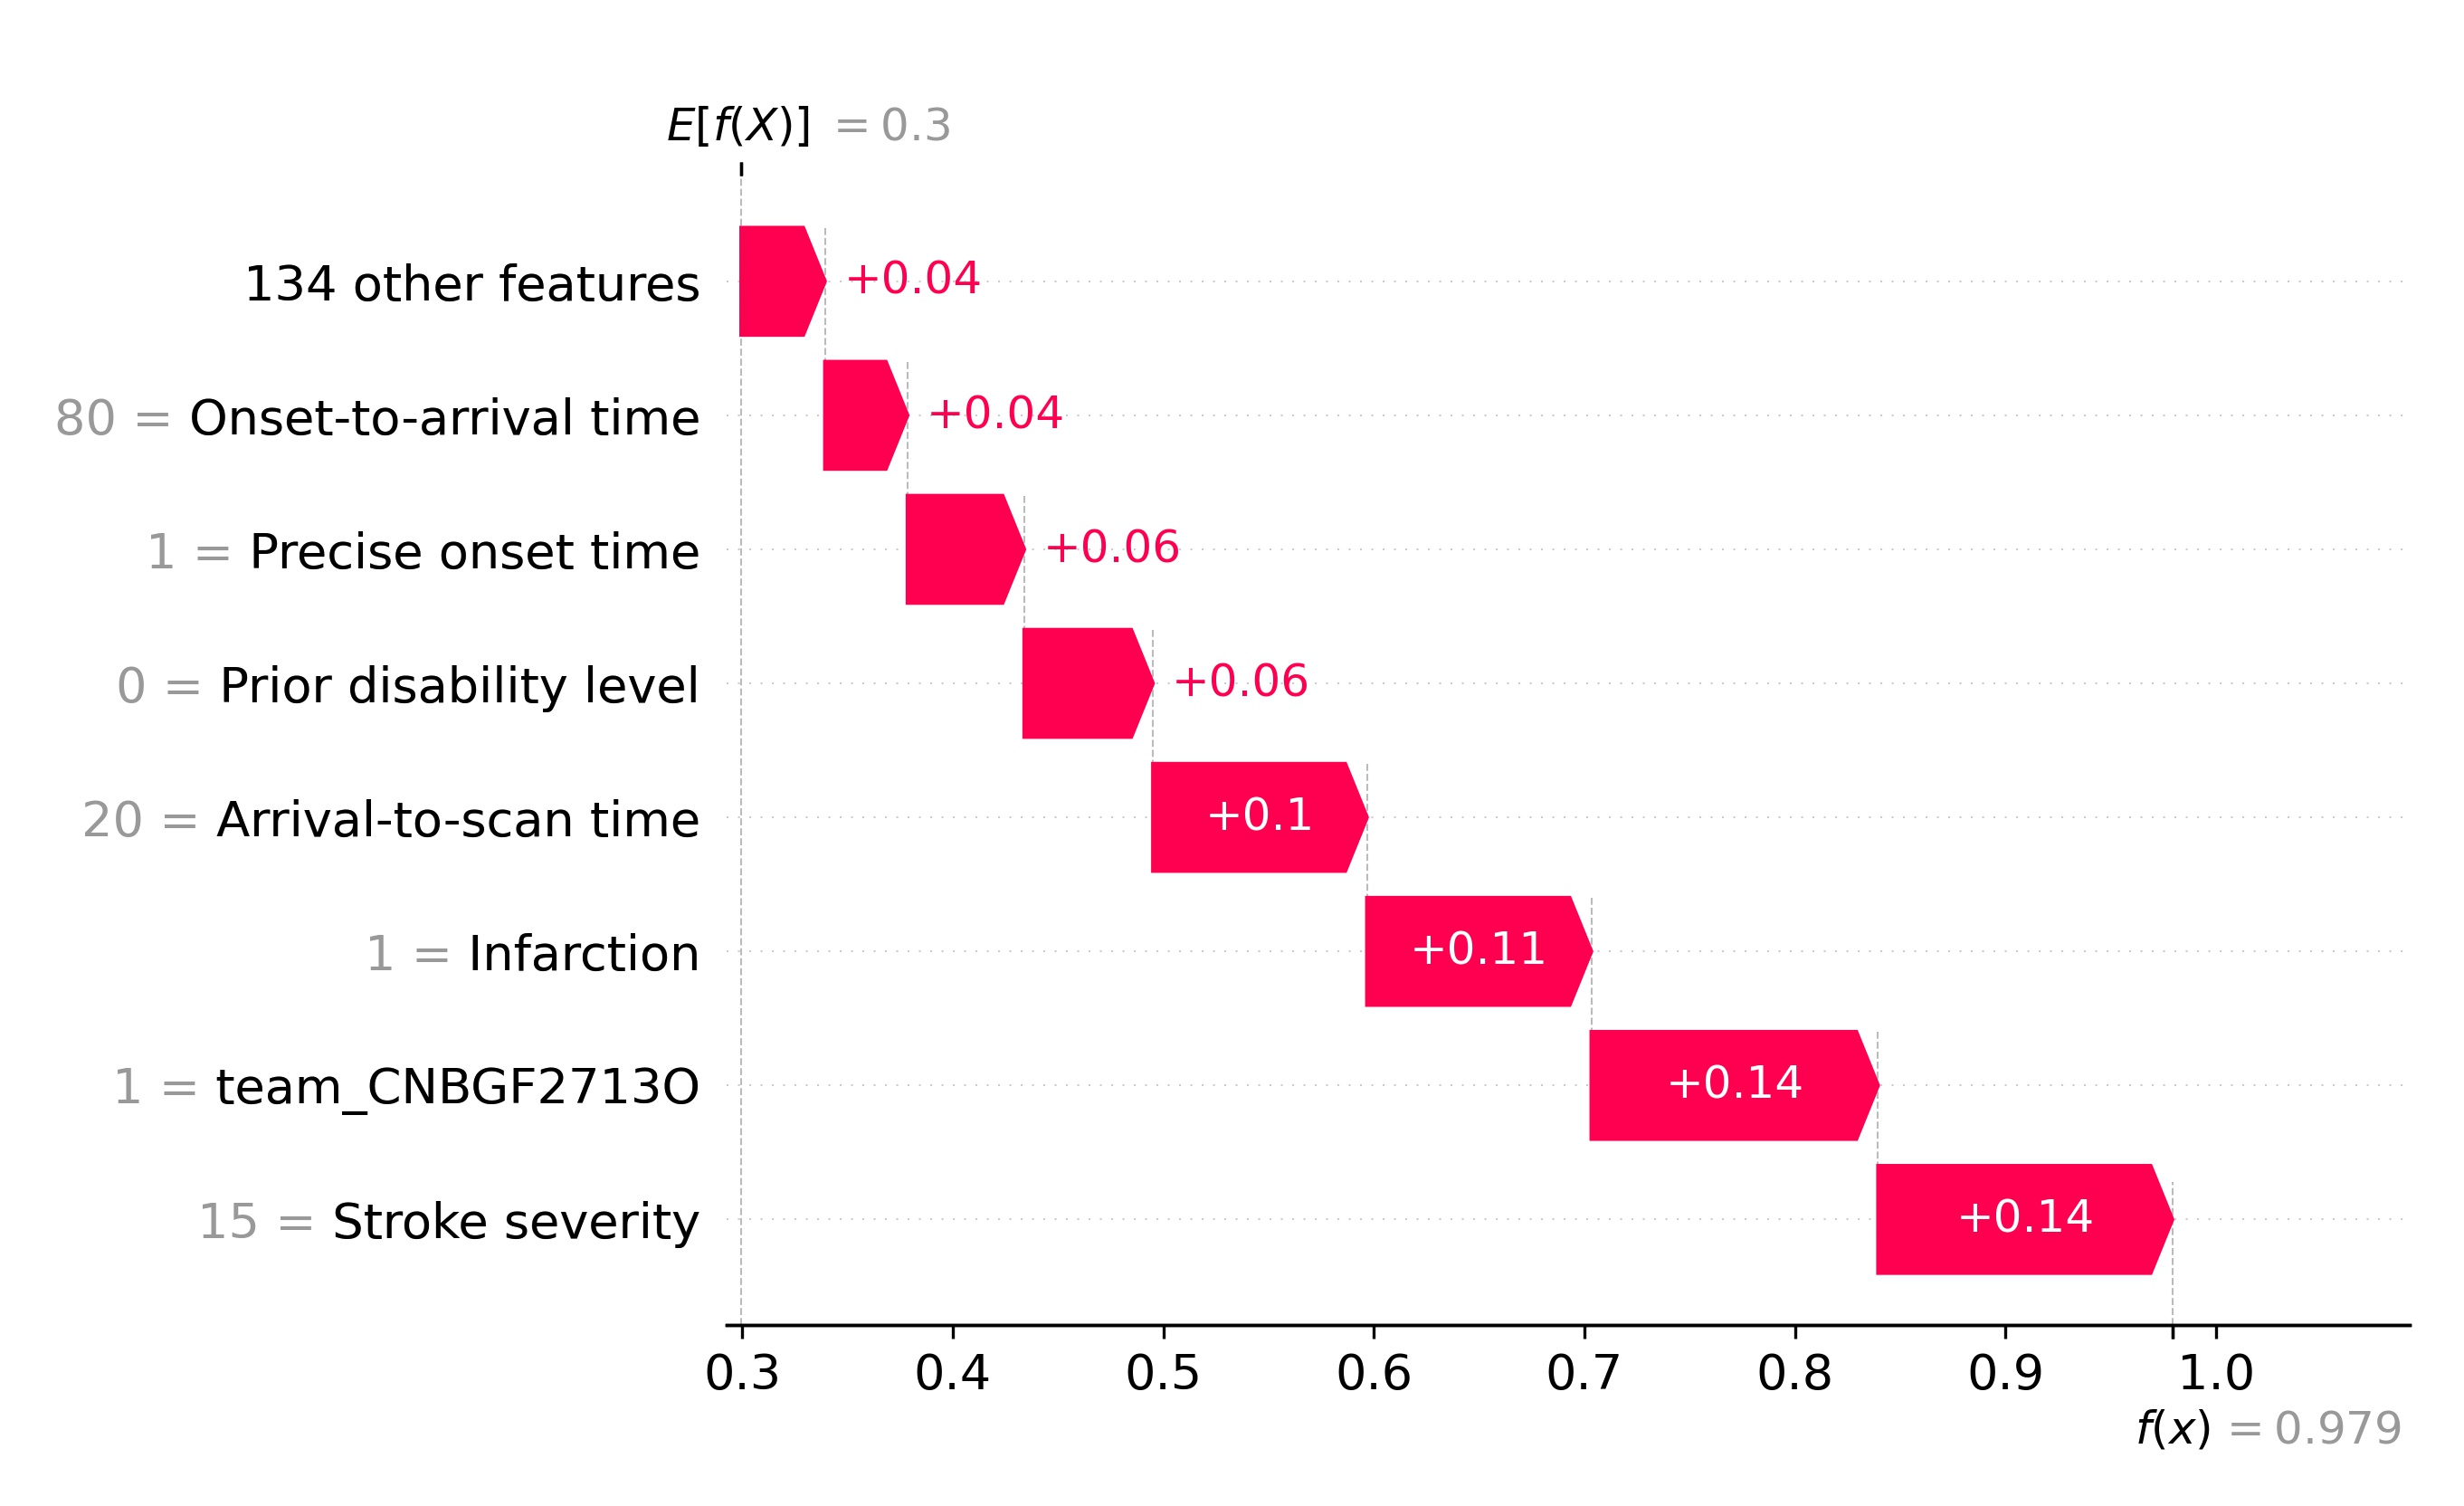 E[f(X)] = 0.3
134 other features +0.04
80 = Onset-to-arrival time +0.04
1 = Precise onset time +0.06
0 = Prior disability level +0.06
20 = Arrival-to-scan time +0.1
1 = Infarction +0.11
1 = team_CNBGF2713O +0.14
15 = Stroke severity +0.14
0.3 0.4 0.5 0.6 0.7 0.8 0.9 1.0
f(x) = 0.979